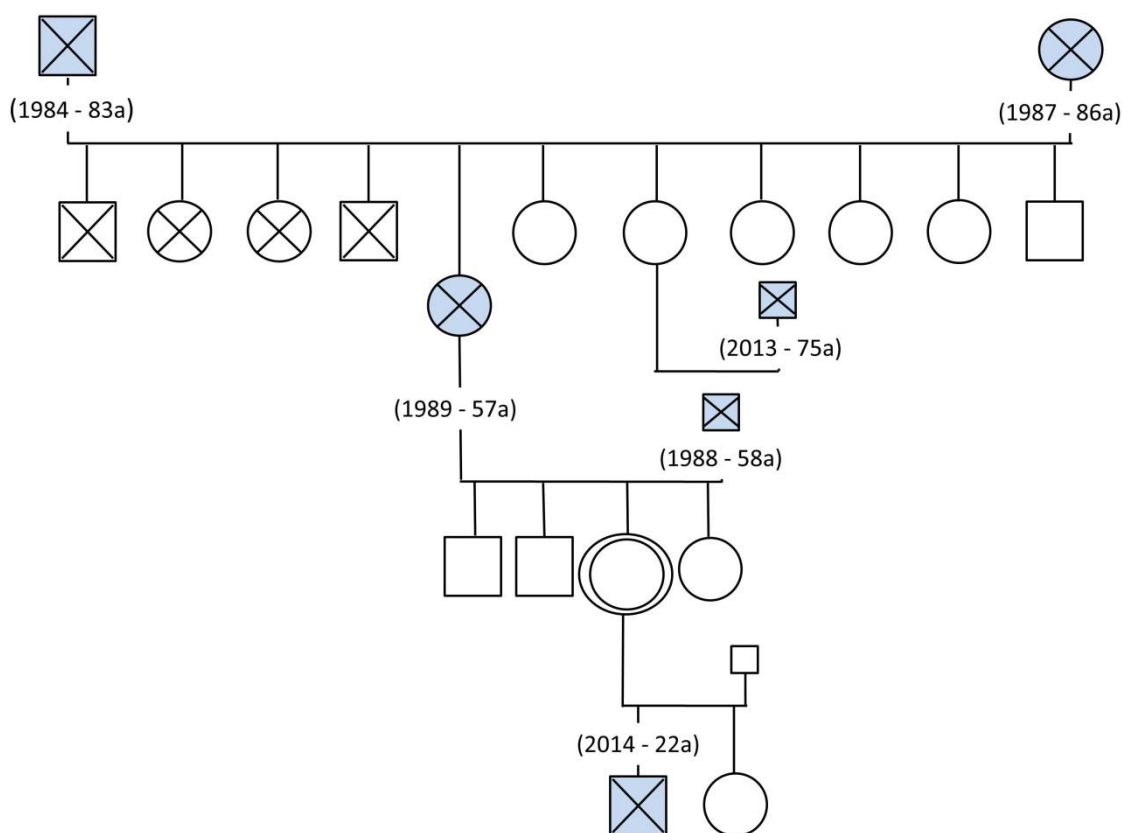 (1984 - 83a)
(1987 - 86a)
(2013 - 75a)
(1989 - 57a)
(1988 - 58a)
(2014 - 22a)